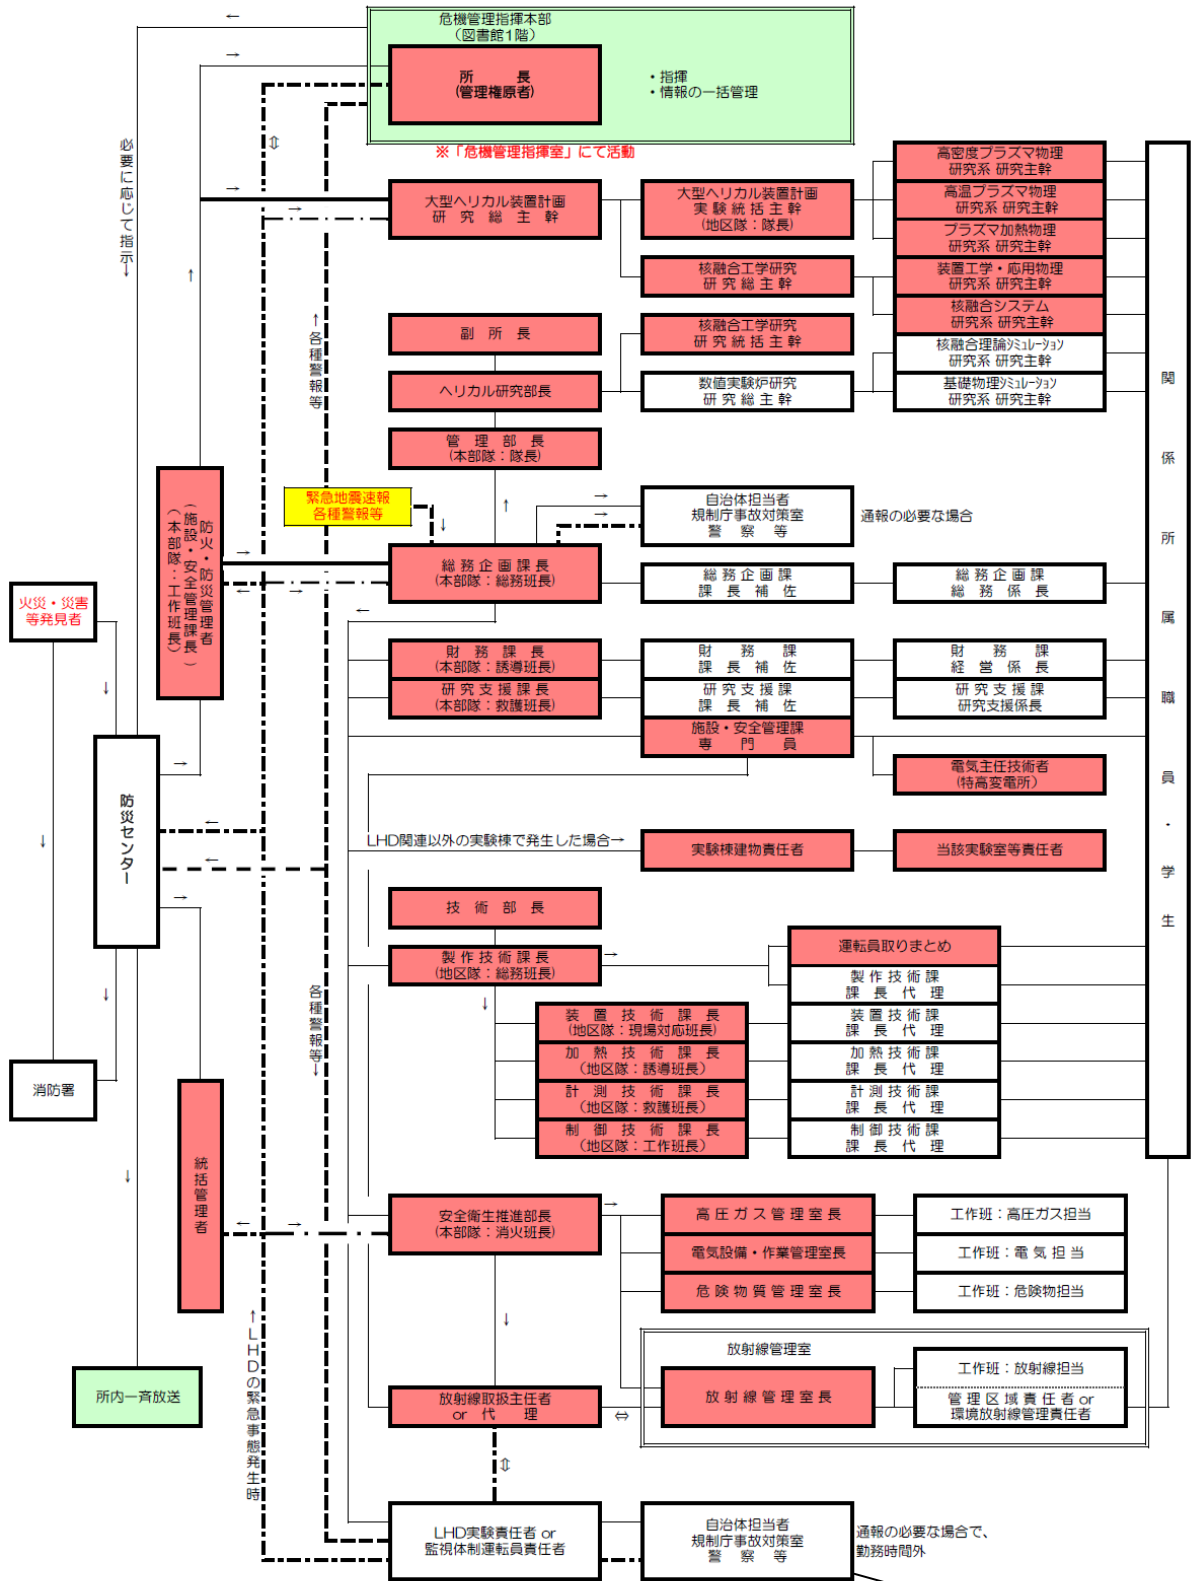 危機管理指揮本部
（図書館1階）
所　長
(管理権原者)
・指揮
・情報の一括管理
※「危機管理指揮室」にて活動
必要に応じて指示→
←各種警報等
大型ヘリカル装置計画
研究総主幹
大型ヘリカル装置計画
実験統括主幹
(地区隊：隊長)
高密度プラズマ物理
研究系 研究主幹
高温プラズマ物理
研究系 研究主幹
プラズマ加熱物理
研究系 研究主幹
核融合工学研究
研究総主幹
装置工学・応用物理
研究系 研究主幹
核融合システム
研究系 研究主幹
副所長
核融合工学研究
研究統括主幹
核融合理論シミュレーション
研究系 研究主幹
ヘリカル研究部長
数値実験炉研究
研究総主幹
基礎物理シミュレーション
研究系 研究主幹
関係所属職員・学生
管理部長
(本部隊：隊長)
緊急地震速報
各種警報等
自治体担当者
規制庁事故対策室
警察等
通報の必要な場合
防火・防災管理者
(施設・安全管理課長)
(本部隊：工作班長)
総務企画課長
(本部隊：総務班長)
総務企画課
課長補佐
総務企画課
総務係長
火災・災害
等発見者
財務課長
(本部隊：誘導班長)
財務課
課長補佐
財務課
経営係長
研究支援課長
(本部隊：救護班長)
研究支援課
課長補佐
研究支援課
研究支援係長
施設・安全管理課
専門員
電気主任技術者
(特高変電所)
防災センター
LHD関連以外の実験棟で発生した場合→
実験棟建物責任者
当該実験室等責任者
技術部長
製作技術課長
(地区隊：総務班長)
運転員取りまとめ
製作技術課
課長代理
各種警報等→
装置技術課長
(地区隊：現場対応班長)
装置技術課
課長代理
加熱技術課長
(地区隊：誘導班長)
加熱技術課
課長代理
計測技術課長
(地区隊：救護班長)
計測技術課
課長代理
制御技術課長
(地区隊：工作班長)
制御技術課
課長代理
消防署
統括管理者
安全衛生推進部長
(本部隊：消火班長)
高圧ガス管理室長
工作班：高圧ガス担当
電気設備・作業管理室長
工作班：電気担当
危険物質管理室長
工作班：危険物担当
←LHDの緊急事態発生時
放射線管理室
所内一斉放送
放射線取扱主任者
or 代理
⇔
放射線管理室長
工作班：放射線担当
管理区域責任者 or
環境放射線管理責任者
LHD実験責任者 or
監視体制運転員責任者
自治体担当者
規制庁事故対策室
警察等
通報の必要な場合で、
勤務時間外